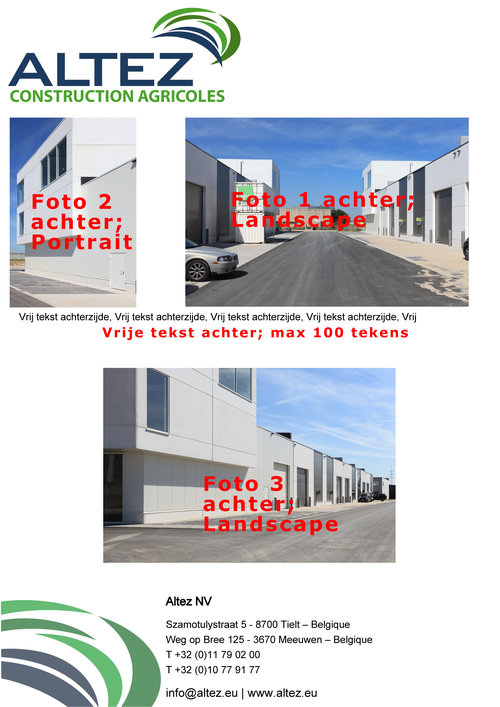 ALTEZ
CONSTRUCTION AGRICOLES
Foto 2
achter;
Portrait
Foto 1 achter;
Landscape
Vrij tekst achterzijde, Vrij tekst achterzijde, Vrij tekst achterzijde, Vrij tekst achterzijde, Vrij
Vrije tekst achter; max 100 tekens
Foto 3
achter;
Landscape
Altez NV
Szamotulystraat 5 - 8700 Tielt – Belgique
Weg op Bree 125 - 3670 Meeuwen – Belgique
T +32 (0)11 79 02 00
T +32 (0)10 77 91 77
info@altez.eu | www.altez.eu